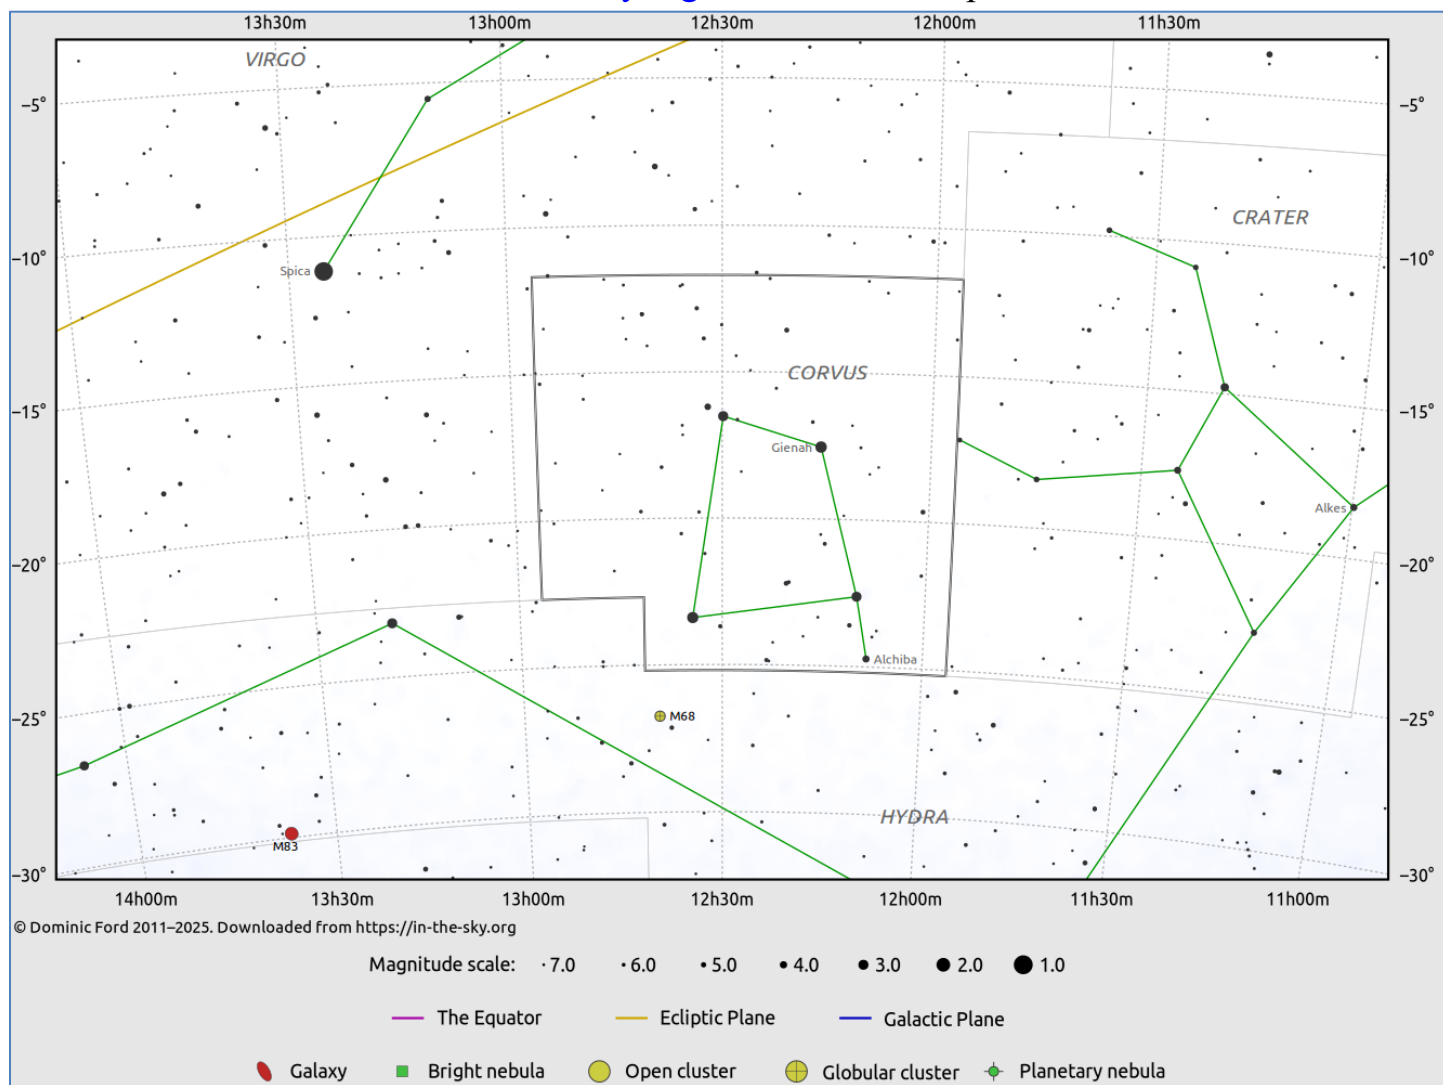 13h30m 13h00m 12h30m 12h00m 11h30m
VIRGO
−5° −5°
CRATER
−10° −10°
Spica
CORVUS
−15° −15°
Gienah
Alkes
−20° −20°
Alchiba
M68
−25° −25°
HYDRA
M83
−30° −30°
14h00m 13h30m 13h00m 12h30m 12h00m 11h30m 11h00m
© Dominic Ford 2011–2025. Downloaded from https://in-the-sky.org
Magnitude scale: 7.0 6.0 5.0 4.0 3.0 2.0 1.0
The Equator Ecliptic Plane Galactic Plane
Galaxy Bright nebula Open cluster Globular cluster Planetary nebula